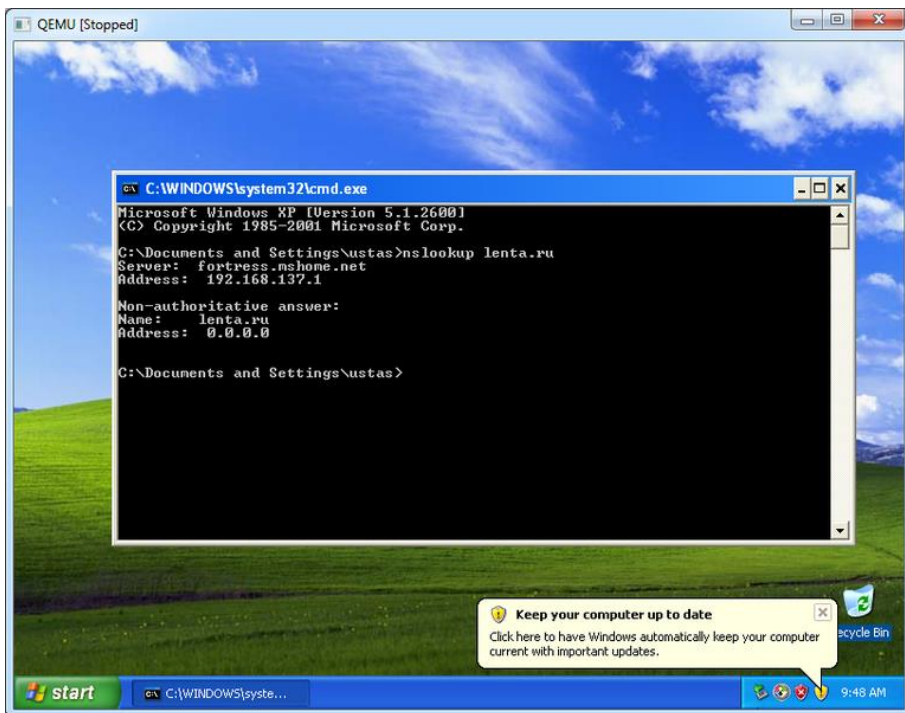 QEMU [Stopped]
C:\WINDOWS\system32\cmd.exe
Microsoft Windows XP [Version 5.1.2600]
(C) Copyright 1985-2001 Microsoft Corp.
C:\Documents and Settings\ustas>nslookup lenta.ru
Server: fortress.mshome.net
Address: 192.168.137.1
Non-authoritative answer:
Name: lenta.ru
Address: 0.0.0.0
C:\Documents and Settings\ustas>
Keep your computer up to date
Click here to have Windows automatically keep your computer
current with important updates.
ecycle Bin
start
C:\WINDOWS\syste...
9:48 AM